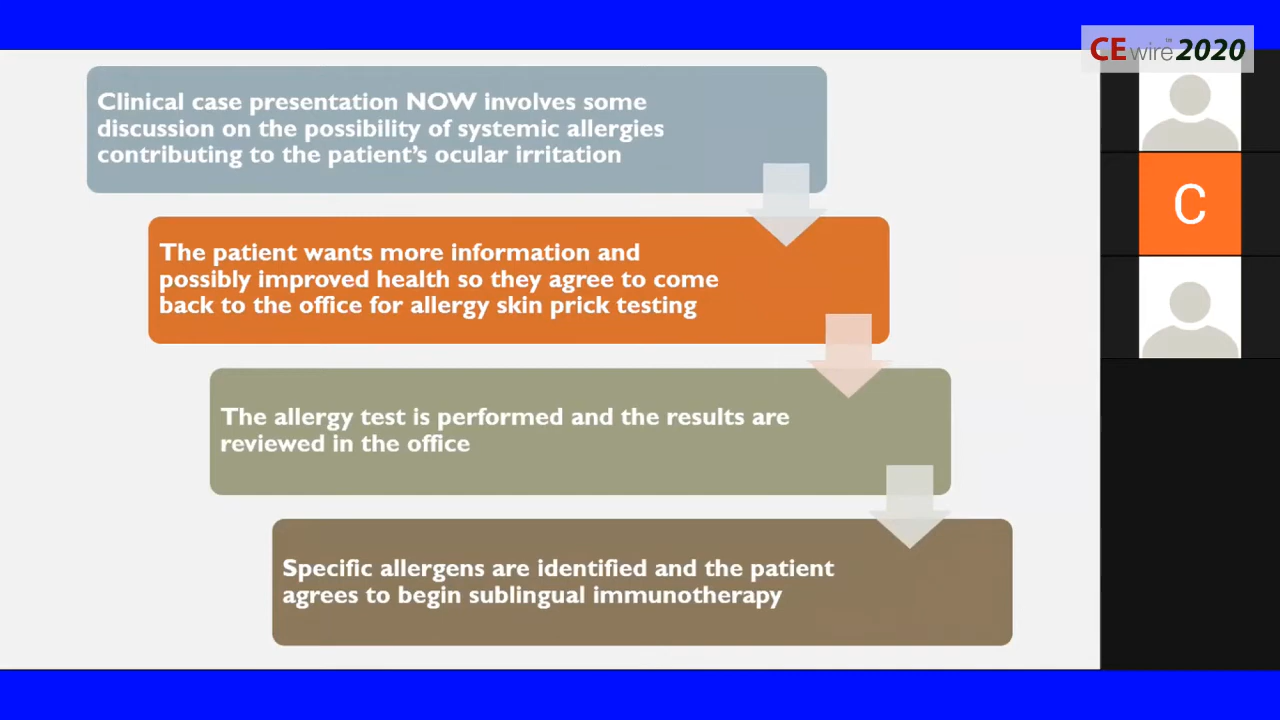 CEwire™2020
Clinical case presentation NOW involves some
discussion on the possibility of systemic allergies
contributing to the patient’s ocular irritation
The patient wants more information and
possibly improved health so they agree to come
back to the office for allergy skin prick testing
C
The allergy test is performed and the results are
reviewed in the office
Specific allergens are identified and the patient
agrees to begin sublingual immunotherapy